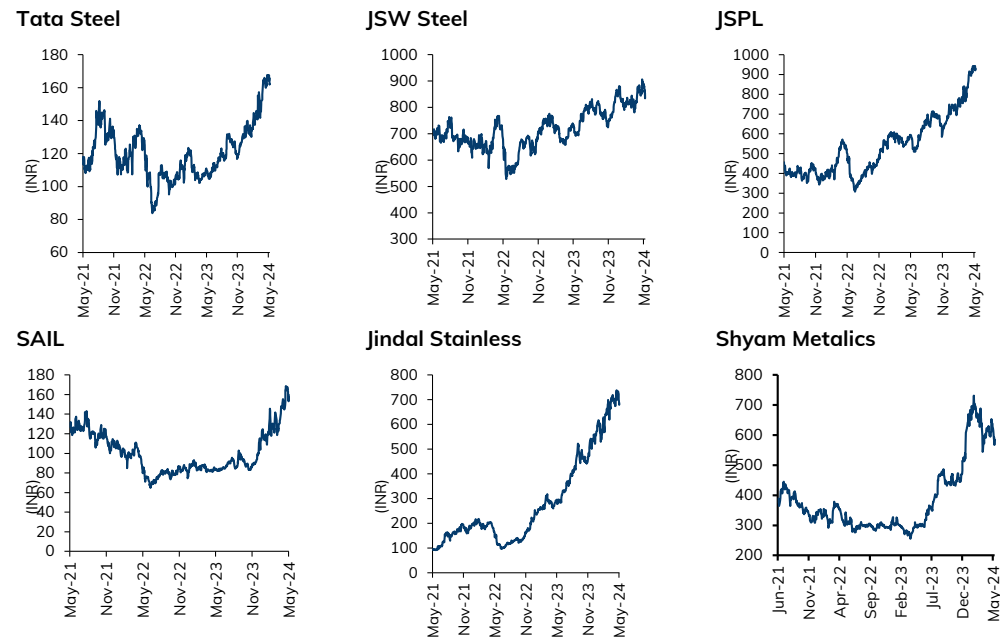 Tata Steel
180
160
140
120
100
80
60
(INR)
May-21
Nov-21
May-22
Nov-22
May-23
Nov-23
May-24
JSW Steel
1000
900
800
700
600
500
400
300
(INR)
May-21
Nov-21
May-22
Nov-22
May-23
Nov-23
May-24
JSPL
1000
900
800
700
600
500
400
300
200
100
0
(INR)
May-21
Nov-21
May-22
Nov-22
May-23
Nov-23
May-24
SAIL
180
160
140
120
100
80
60
40
20
0
(INR)
May-21
Nov-21
May-22
Nov-22
May-23
Nov-23
May-24
Jindal Stainless
800
700
600
500
400
300
200
100
0
(INR)
May-21
Nov-21
May-22
Nov-22
May-23
Nov-23
May-24
Shyam Metalics
800
700
600
500
400
300
200
(INR)
Jun-21
Nov-21
Apr-22
Sep-22
Feb-23
Jul-23
Dec-23
May-24